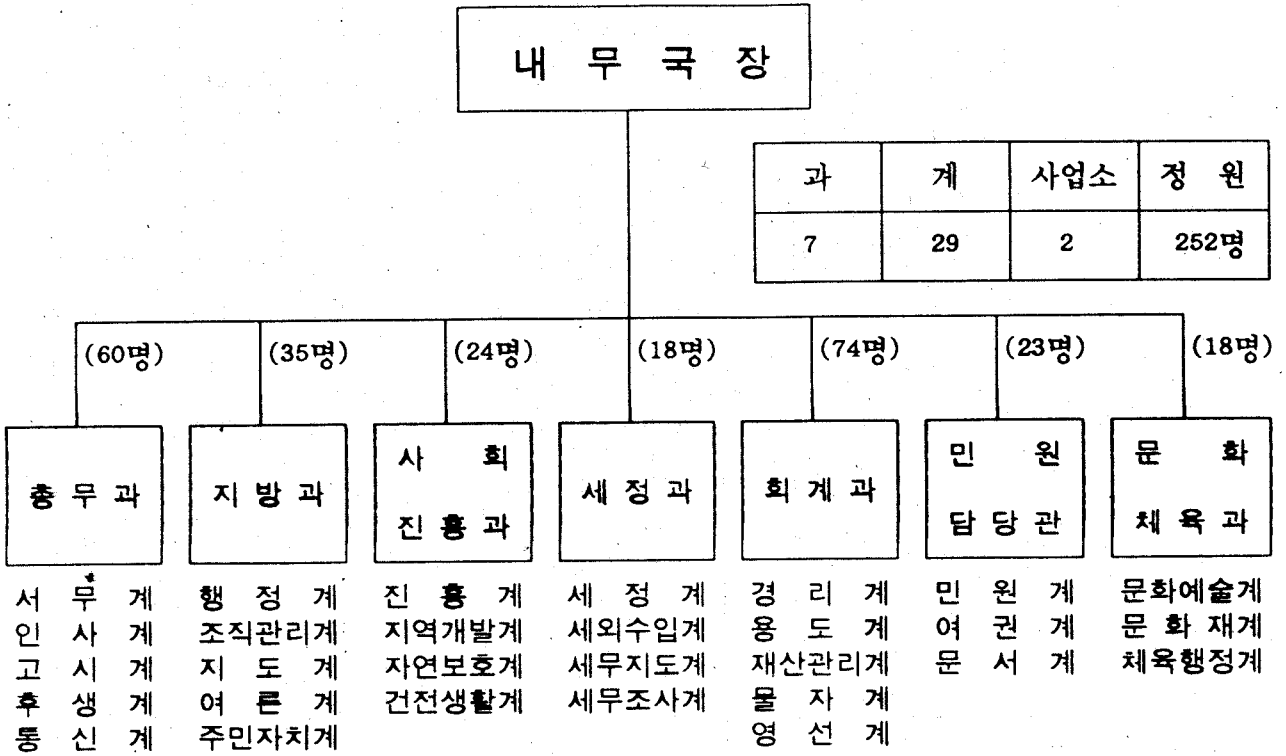 내 무 국 장
과 계 사업소 정 원
7 29 2 252명
(60명) (35명) (24명) (18명) (74명) (23명) (18명)
총 무 과
지 방 과
사 회
진 흥 과
세 정 과
회 계 과
민 원
담 당 관
문 화
체 육 과
서 무 계
인 사 계
고 시 계
후 생 계
통 신 계
행 정 계
조직관리계
지 도 계
여 론 계
주민자치계
진 흥 계
지역개발계
자연보호계
건전생활계
세 정 계
세외수입계
세무지도계
세무조사계
경 리 계
용 도 계
재산관리계
물 자 계
영 선 계
민 원 계
여 권 계
문 서 계
문화예술계
문 화 재계
체육행정계